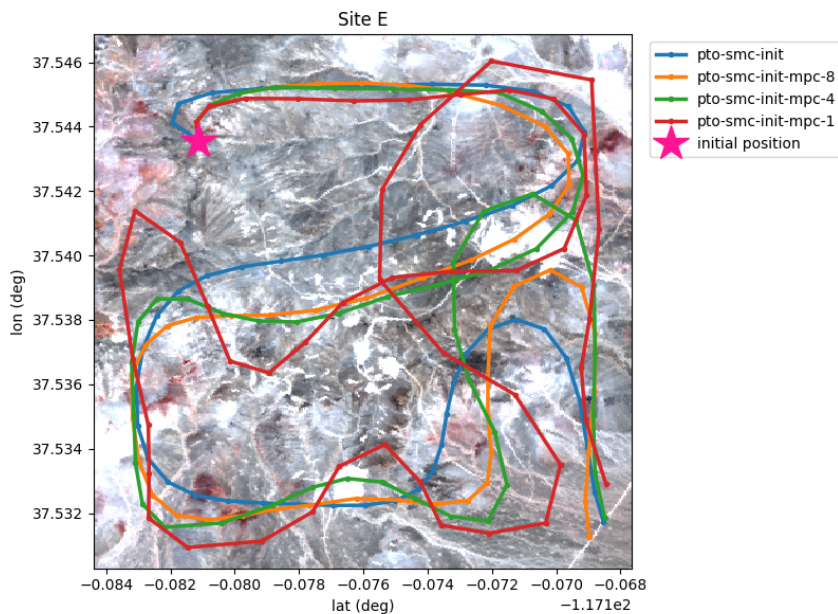 Site E
37.546
37.544
37.542
37.540
37.538
37.536
37.534
37.532
lon (deg)
−0.084 −0.082 −0.080 −0.078 −0.076 −0.074 −0.072 −0.070 −0.068
lat (deg)
−1.171e2
pto-smc-init
pto-smc-init-mpc-8
pto-smc-init-mpc-4
pto-smc-init-mpc-1
initial position